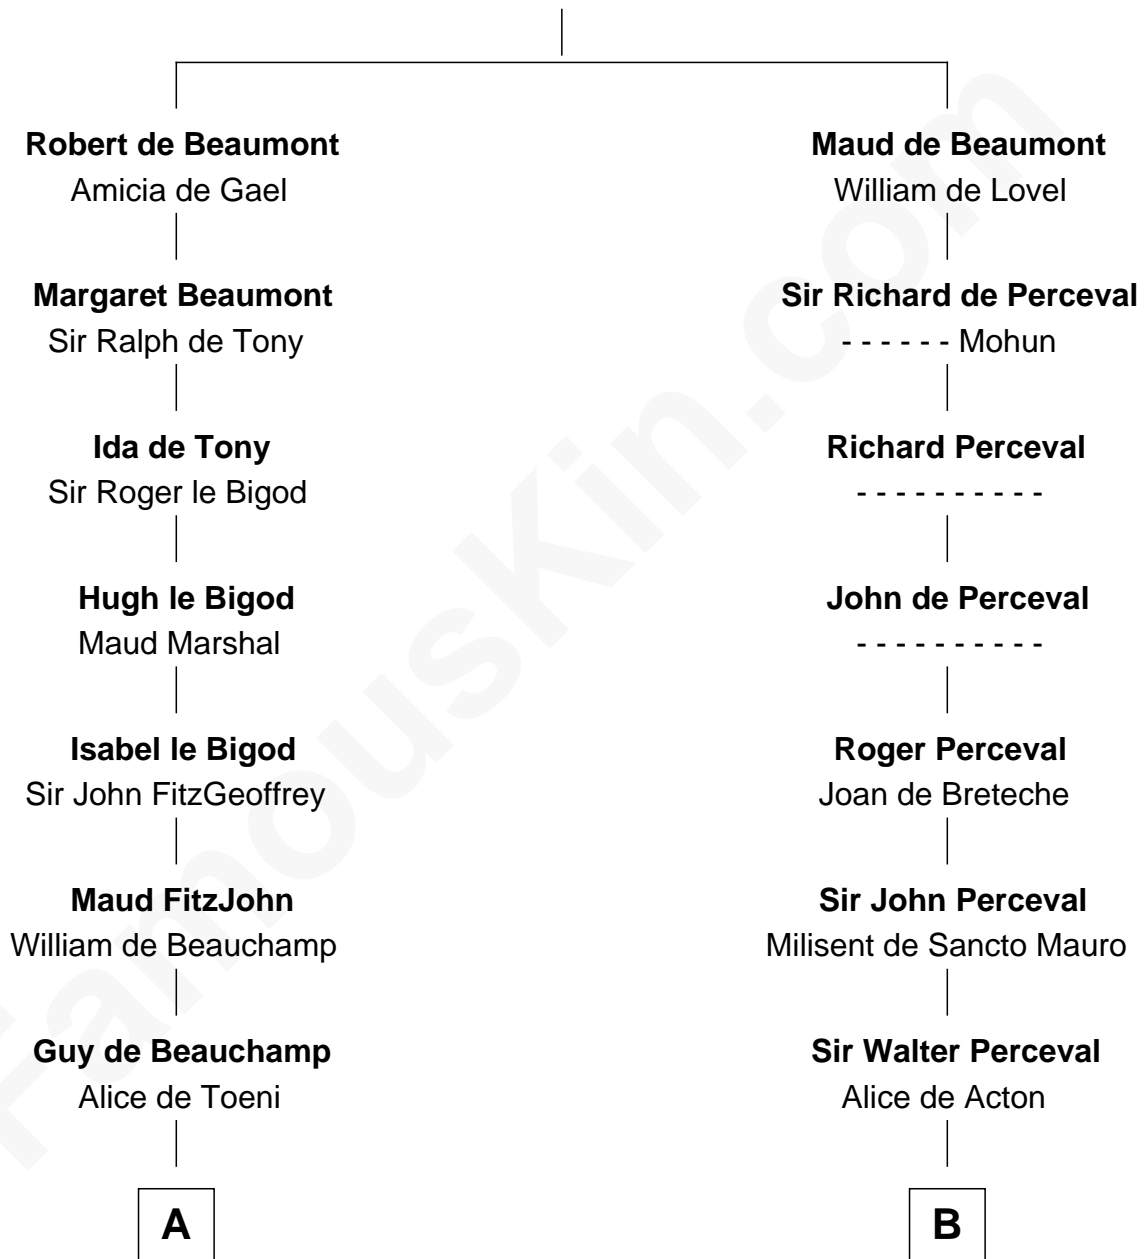 Robert de Beaumont
Amicia de Gael
Maud de Beaumont
William de Lovel
Margaret Beaumont
Sir Ralph de Tony
Sir Richard de Perceval
- - - - - - Mohun
Ida de Tony
Sir Roger le Bigod
Richard Perceval
- - - - - - - - - -
Hugh le Bigod
Maud Marshal
John de Perceval
- - - - - - - - - -
Isabel le Bigod
Sir John FitzGeoffrey
Roger Perceval
Joan de Breteche
Maud FitzJohn
William de Beauchamp
Sir John Perceval
Milisent de Sancto Mauro
Guy de Beauchamp
Alice de Toeni
Sir Walter Perceval
Alice de Acton
A
B
FamousKin.com